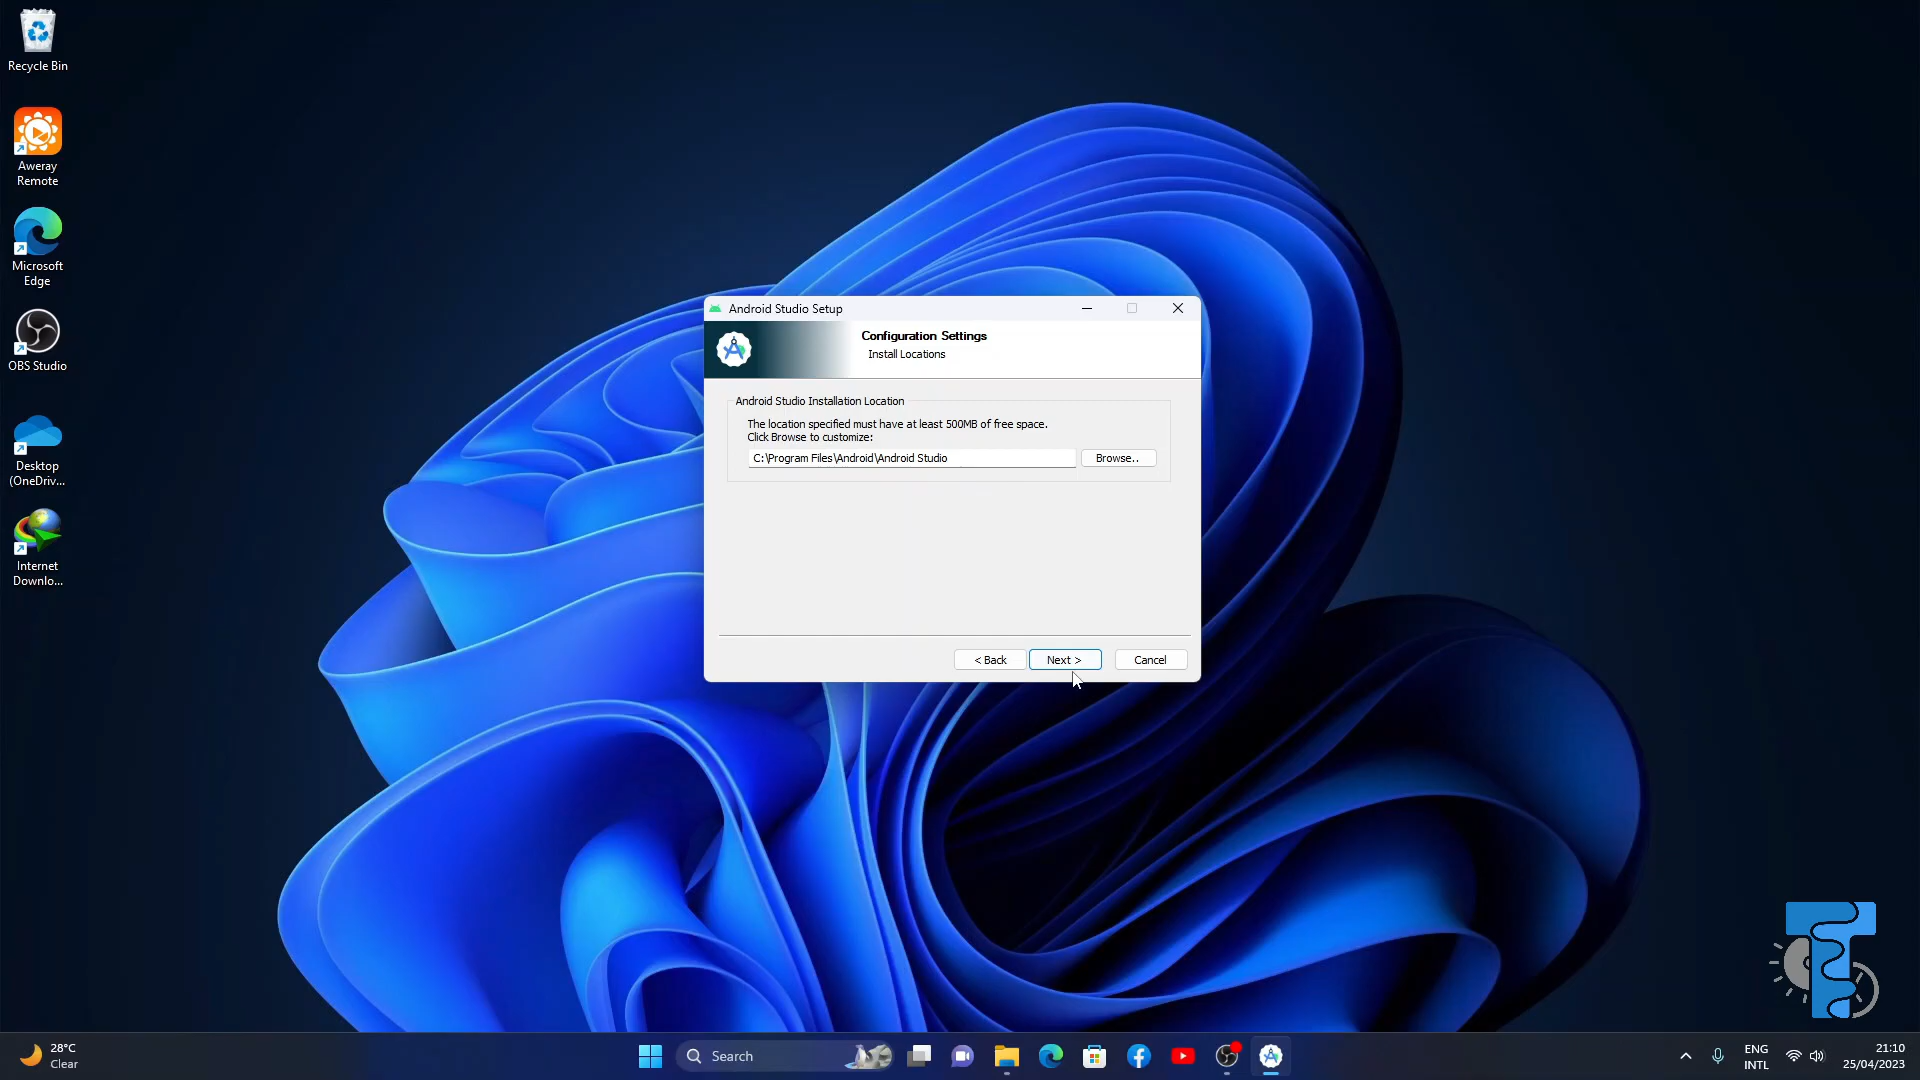 Recycle Bin
Aweray
Remote
Microsoft
Edge
OBS Studio
Desktop
(OneDriv...
Internet
Downlo...
Android Studio Setup
Configuration Settings
Install Locations
Android Studio Installation Location
The location specified must have at least 500MB of free space.
Click Browse to customize:
C:\Program Files\Android\Android Studio
Browse..
< Back
Next >
Cancel
28°C
Clear
Search
ENG
INTL
21:10
25/04/2023